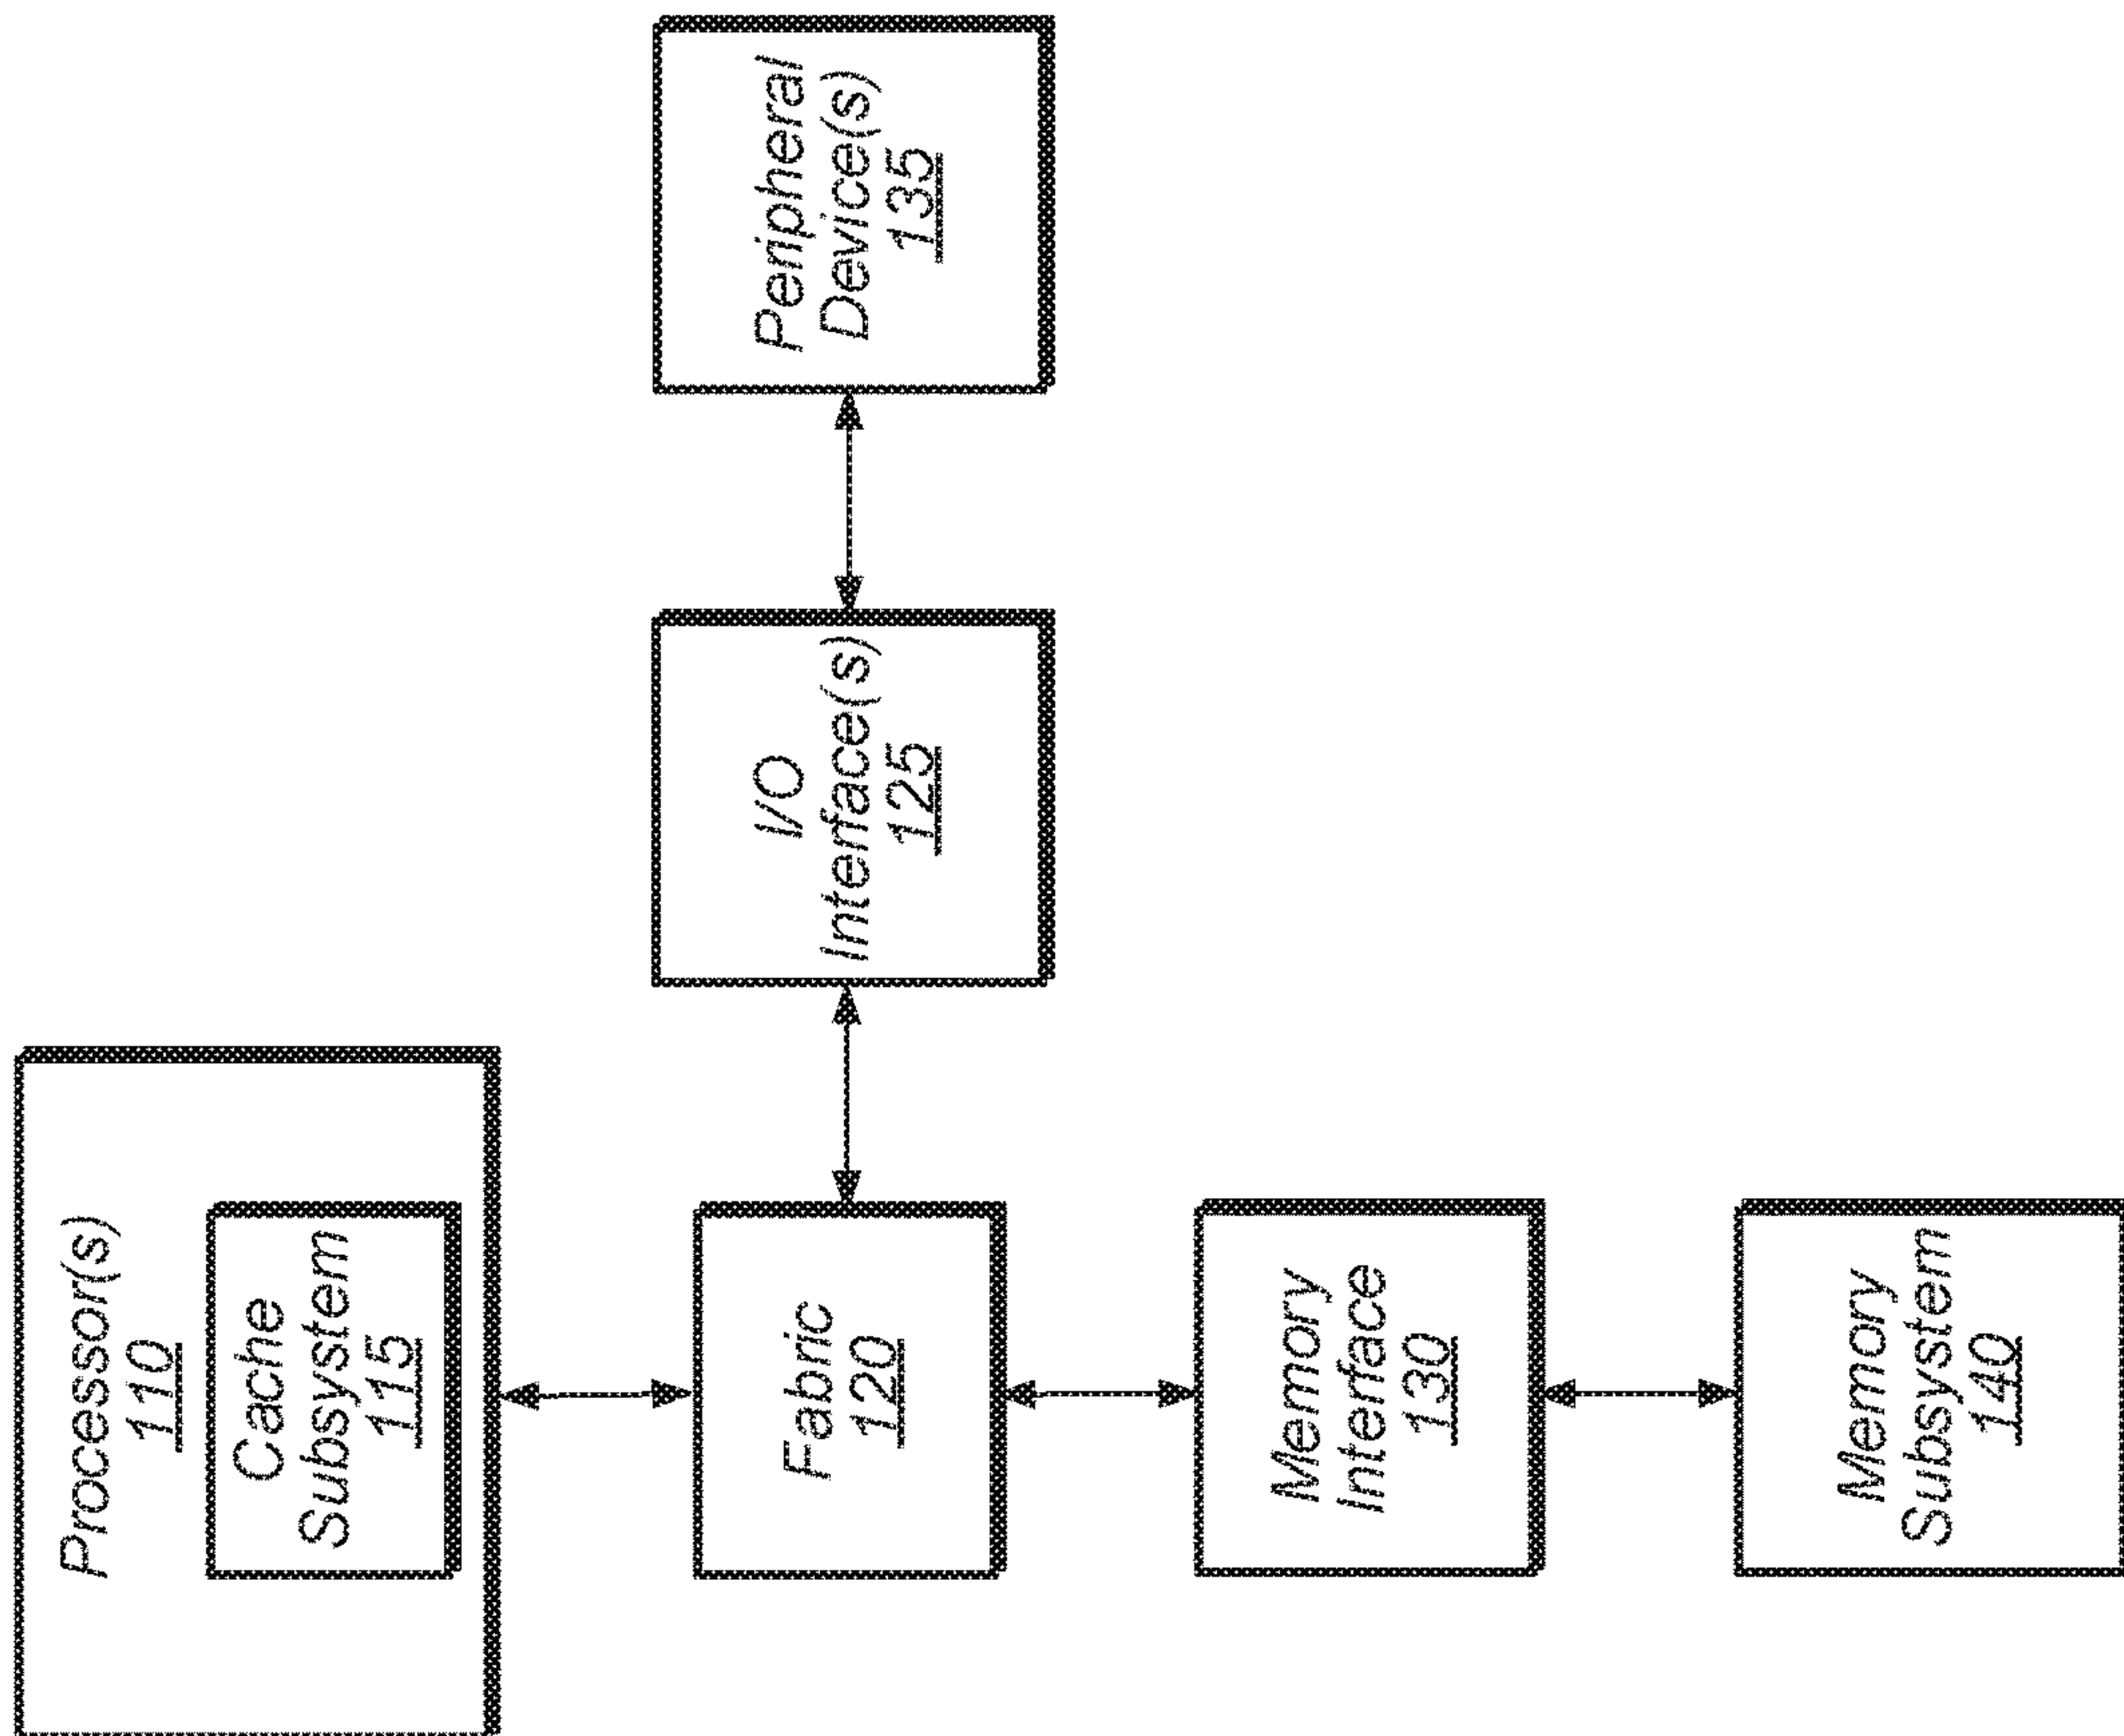 Processor(s)
110
Cache
Subsystem
115
Fabric
120
I/O
Interface(s)
125
Peripheral
Device(s)
135
Memory
Interface
130
Memory
Subsystem
140